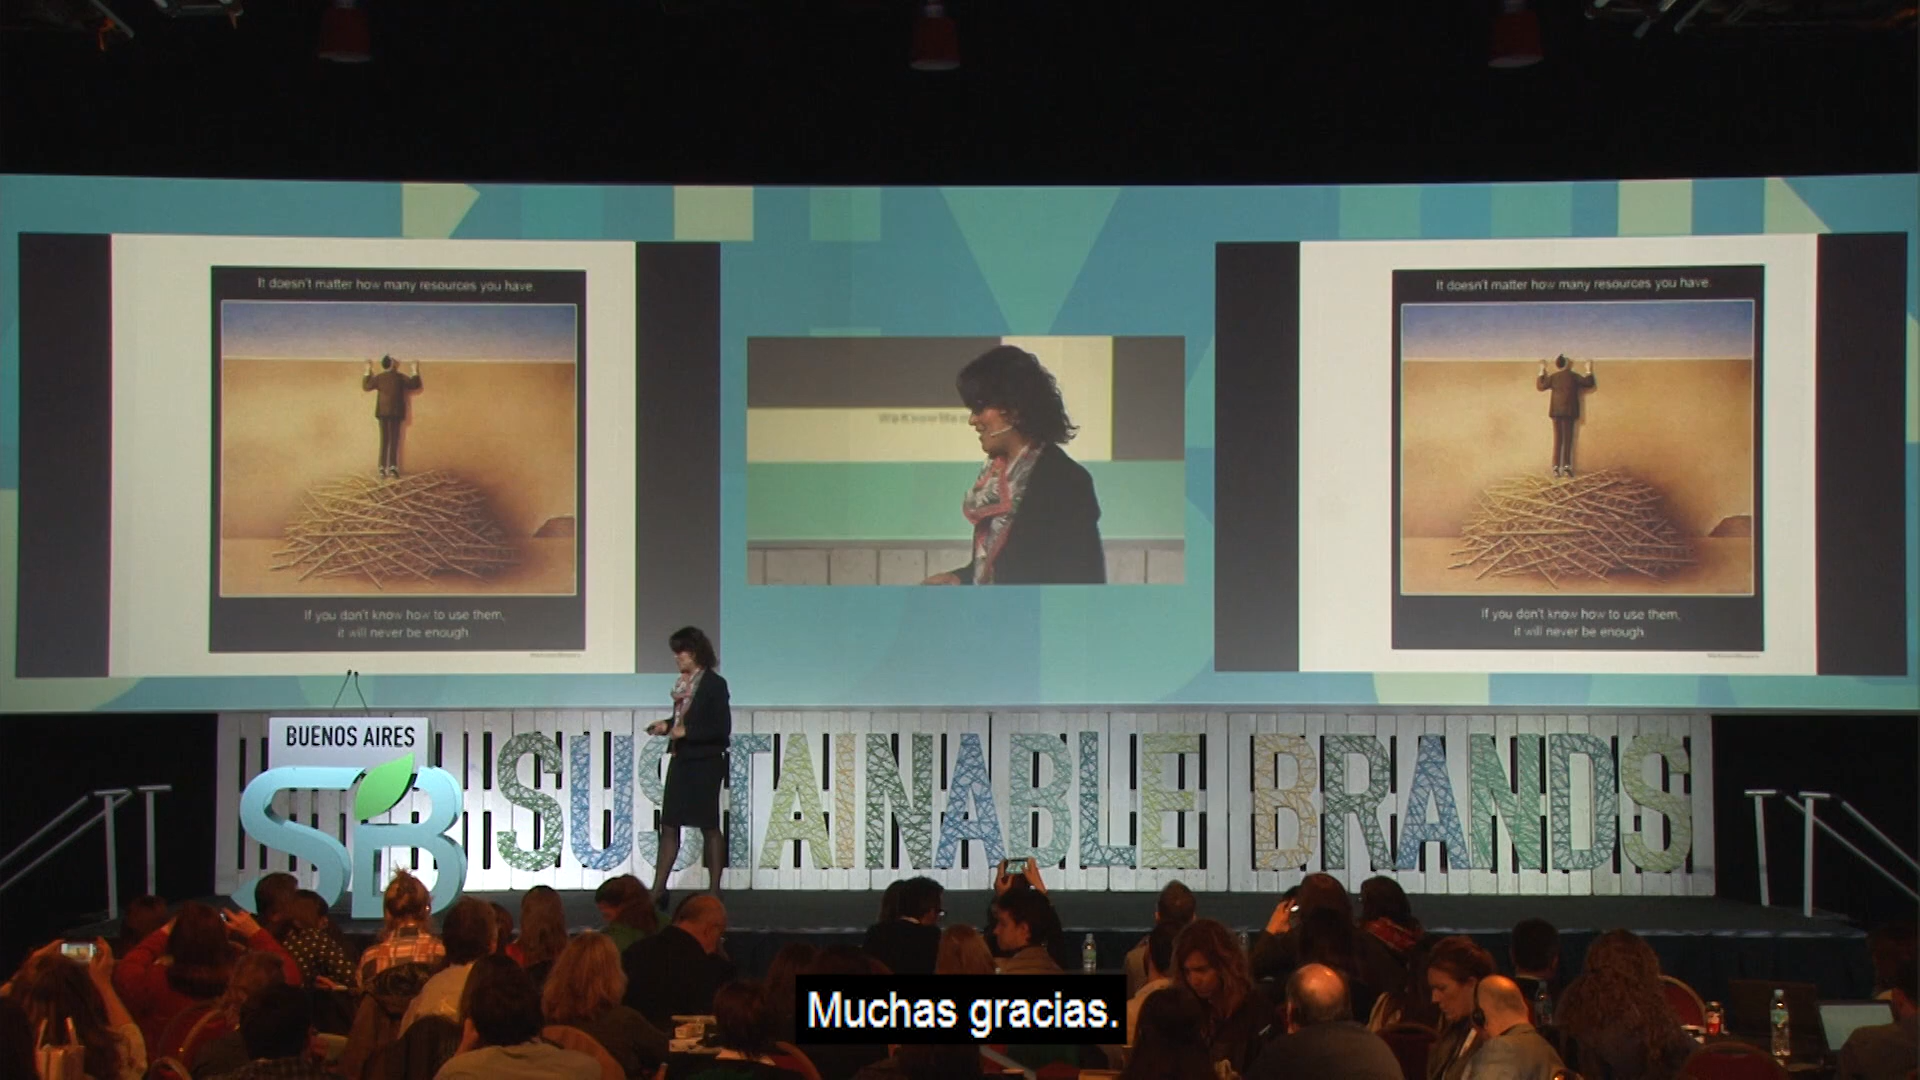 It doesn't matter how many resources you have.
If you don't know how to use them,
it will never be enough
It doesn't matter how many resources you have.
If you don't know how to use them,
it will never be enough
BUENOS AIRES
SB
SUSTAINABLE BRANDS
Muchas gracias.